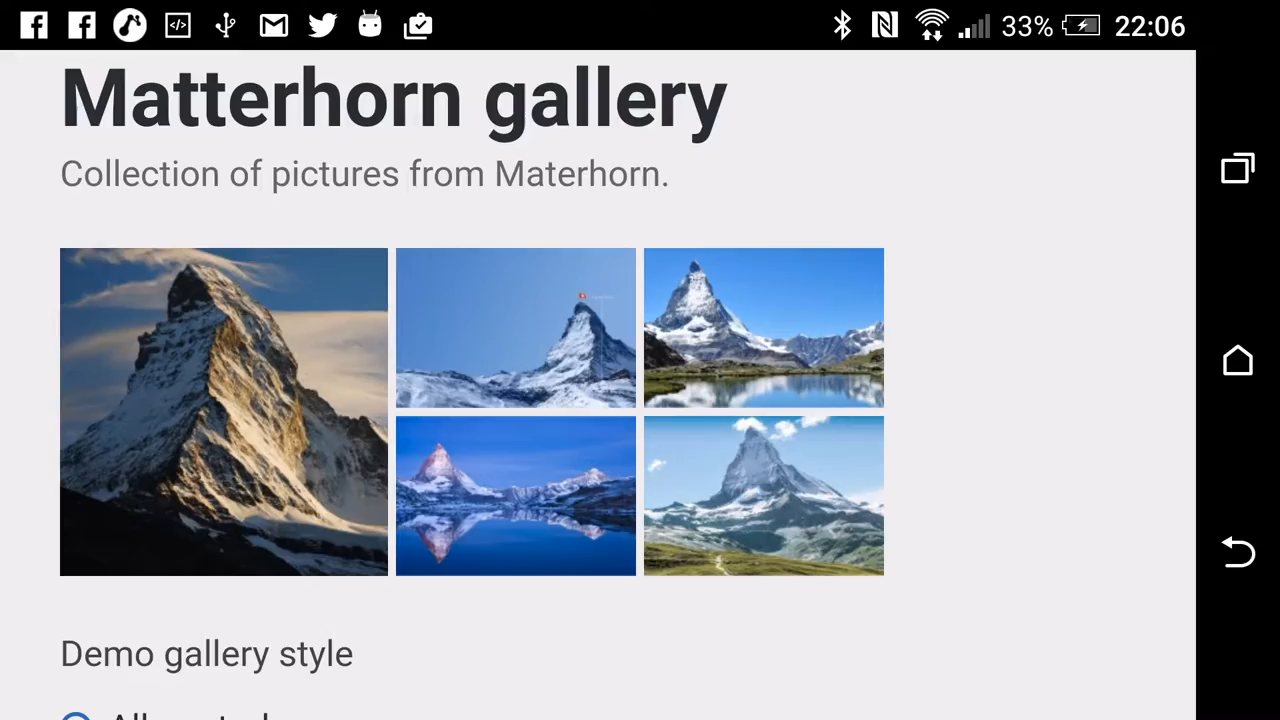 33% 22:06
Matterhorn gallery
Collection of pictures from Materhorn.
Demo gallery style